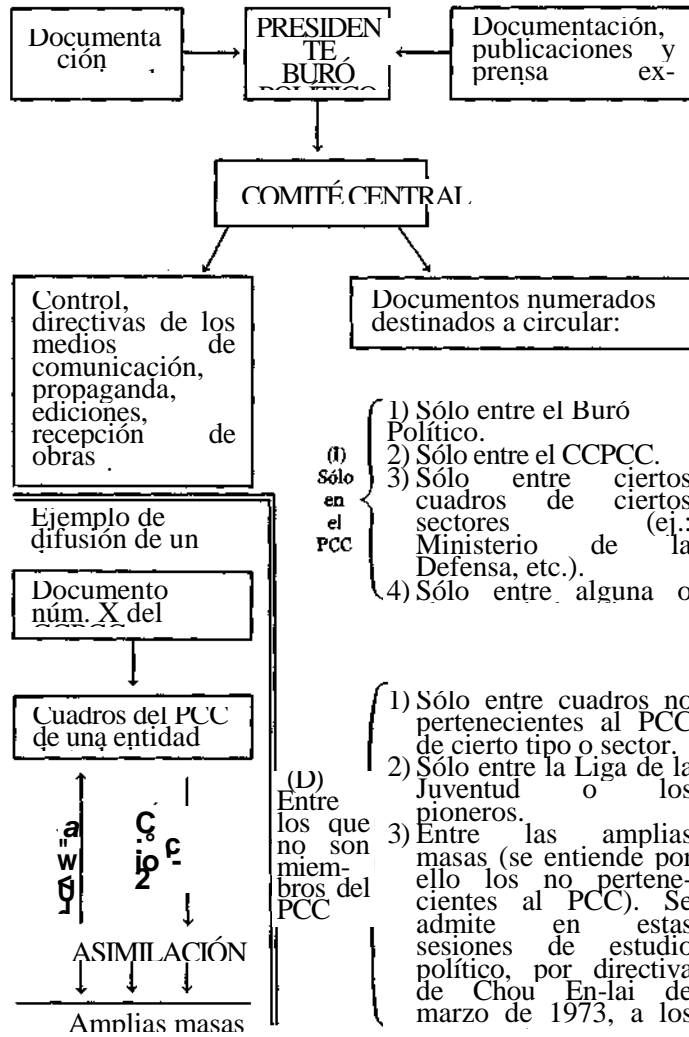 Documenta
ción
PRESIDEN
TE
BURÓ
POLÍTICO
Documentación,
publicaciones y
prensa ex-
COMITÉ CENTRAL
Control,
directivas de los
medios de
comunicación,
propaganda,
ediciones,
recepción de
obras
Documentos numerados
destinados a circular:
(I)
Sólo
en
el
PCC
1) Sólo entre el Buró
Político.
2) Sólo entre el CCPCC.
3) Sólo entre ciertos
cuadros de ciertos
sectores (ej.:
Ministerio de la
Defensa, etc.).
4) Sólo entre alguna o
Ejemplo de
difusión de un
Documento
núm. X del
CCPCC
Cuadros del PCC
de una entidad
ASIMILACIÓN
Amplias masas
(D)
Entre
los que
no son
miem-
bros del
PCC
1) Sólo entre cuadros no
pertenecientes al PCC
de cierto tipo o sector.
2) Sólo entre la Liga de la
Juventud o los
pioneros.
3) Entre las amplias
masas (se entiende por
ello los no pertene-
cientes al PCC). Se
admite en estas
sesiones de estudio
político, por directiva
de Chou En-lai de
marzo de 1973, a los